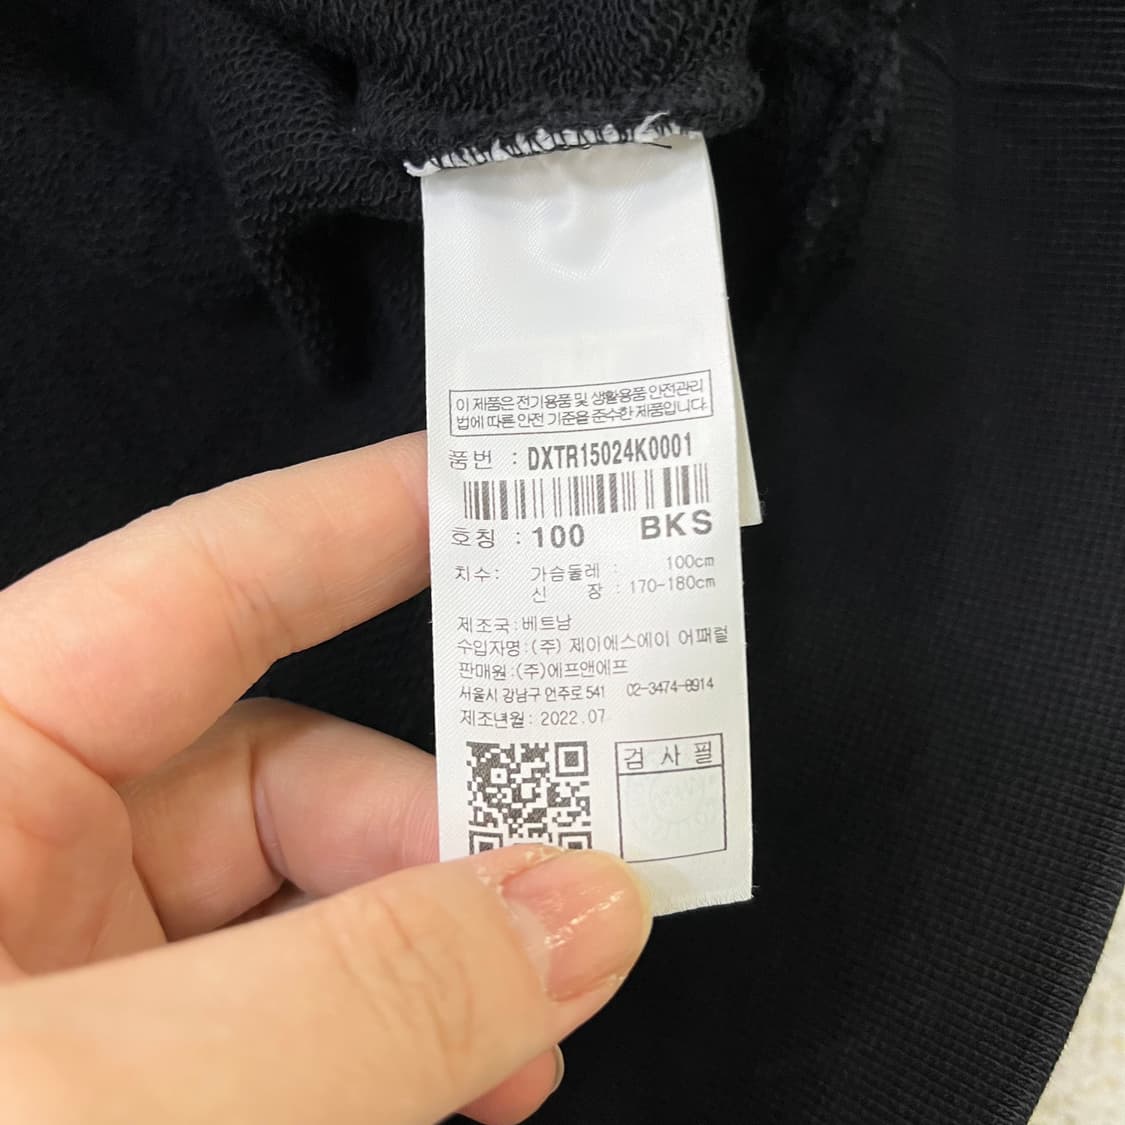 이 제품은 전기용품 및 생활용품 안전관리
법에 따른 안전 기준을 준수한 제품입니다.
품번 : DXTR15024K0001
호칭 : 100 BKS
치수: 가슴둘레 : 100cm
신 장 : 170-180cm
제조국:베트남
수입자명:(주) 제이에스에이 어패럴
판매원:(주)에프앤에프
서울시 강남구 언주로 541 02-3474-8914
제조년월: 2022.07
검 사 필